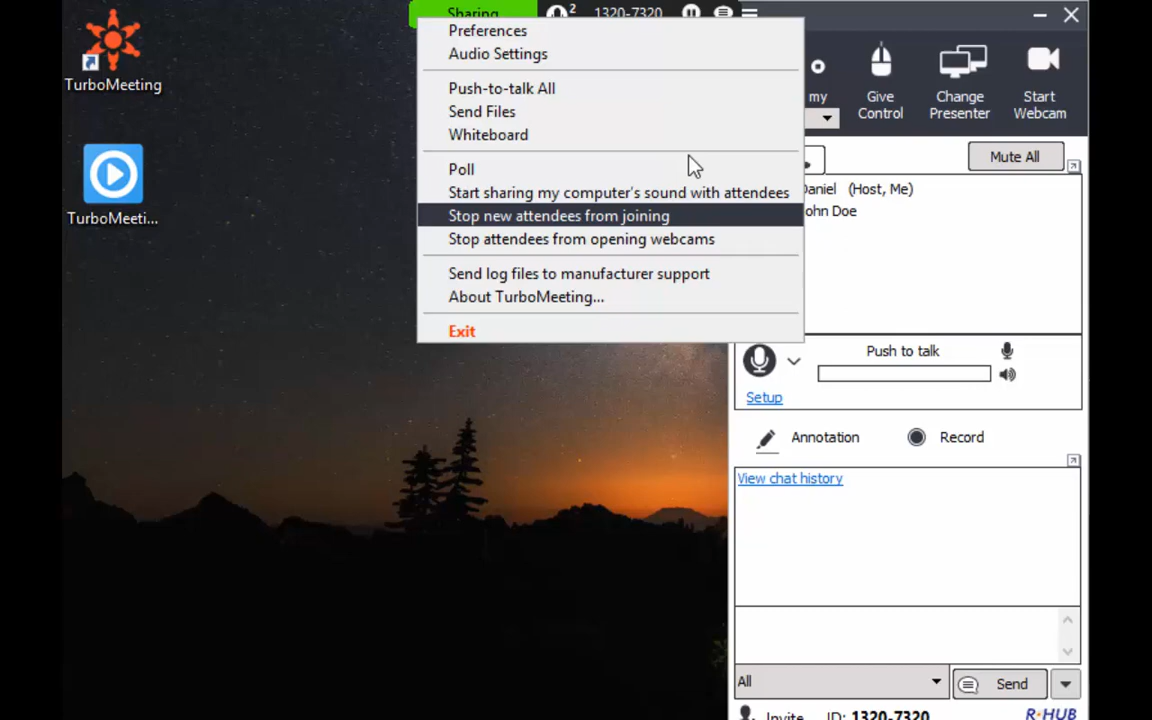 TurboMeeting
TurboMeeti...
Sharing
2
1320-7320
Preferences
Audio Settings
Push-to-talk All
Send Files
Whiteboard
Poll
Start sharing my computer's sound with attendees
Stop new attendees from joining
Stop attendees from opening webcams
Send log files to manufacturer support
About TurboMeeting...
Exit
my
Give
Control
Change
Presenter
Start
Webcam
Mute All
Daniel (Host, Me)
ohn Doe
Push to talk
Setup
Annotation
Record
View chat history
All
Send
Invite
ID: 1320-7320
R-HUB